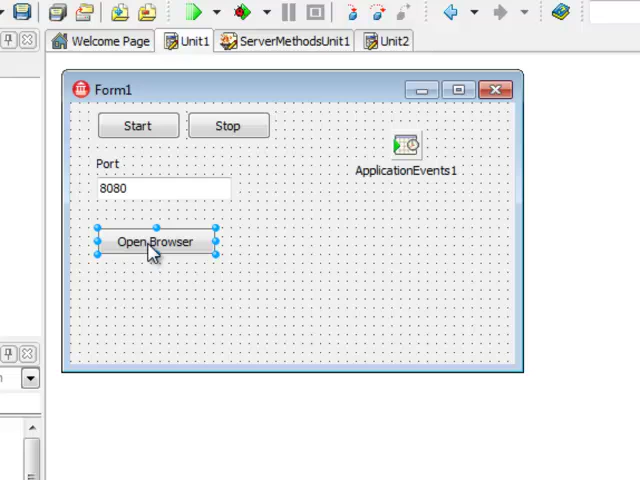 Welcome Page Unit1 ServerMethodsUnit1 Unit2
Form1
Start Stop
Port
ApplicationEvents1
8080
Open Browser